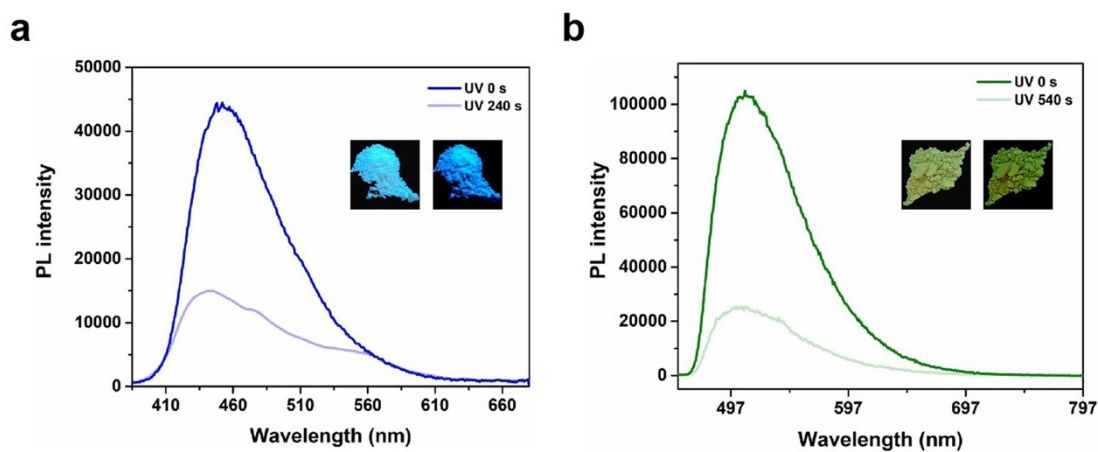 a
50000
40000
30000
20000
10000
0
PL intensity
410 460 510 560 610 660
Wavelength (nm)
UV 0 s
UV 240 s
b
100000
80000
60000
40000
20000
0
PL intensity
497 597 697 797
Wavelength (nm)
UV 0 s
UV 540 s